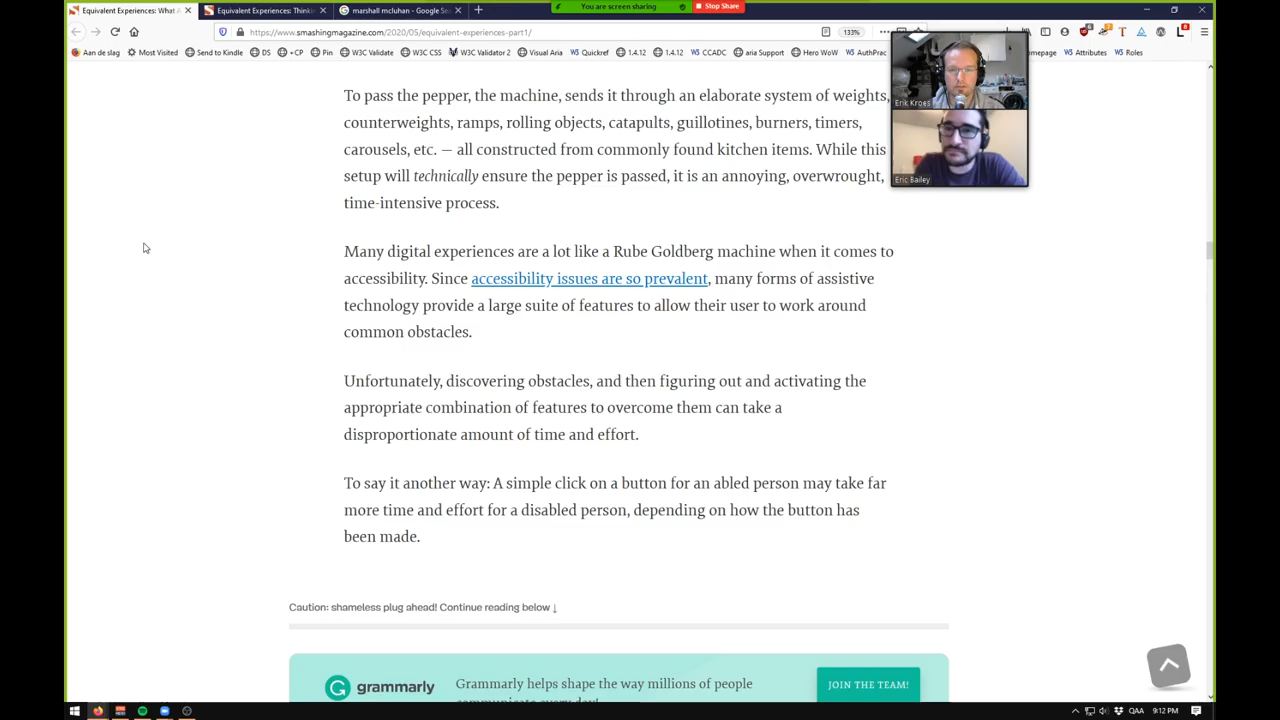 Equivalent Experiences: What A
Equivalent Experiences: Thinkin
marshall mcluhan - Google Sea
You are screen sharing
Stop Share
https://www.smashingmagazine.com/2020/05/equivalent-experiences-part1/
133%
Aan de slag
Most Visited
Send to Kindle
DS
+CP
Pin
W3C Validate
W3C CSS
W3C Validator 2
Visual Aria
Quickref
1.4.12
1.4.12
CCADC
aria Support
Hero WoW
AuthPrac
mepage
Attributes
Roles
Erik Kroes
Eric Bailey
To pass the pepper, the machine, sends it through an elaborate system of weights,
counterweights, ramps, rolling objects, catapults, guillotines, burners, timers,
carousels, etc. — all constructed from commonly found kitchen items. While this
setup will technically ensure the pepper is passed, it is an annoying, overwrought,
time-intensive process.
Many digital experiences are a lot like a Rube Goldberg machine when it comes to
accessibility. Since accessibility issues are so prevalent, many forms of assistive
technology provide a large suite of features to allow their user to work around
common obstacles.
Unfortunately, discovering obstacles, and then figuring out and activating the
appropriate combination of features to overcome them can take a
disproportionate amount of time and effort.
To say it another way: A simple click on a button for an abled person may take far
more time and effort for a disabled person, depending on how the button has
been made.
Caution: shameless plug ahead! Continue reading below ↓
grammarly
Grammarly helps shape the way millions of people
communicate every day!
JOIN THE TEAM!
QAA
9:12 PM